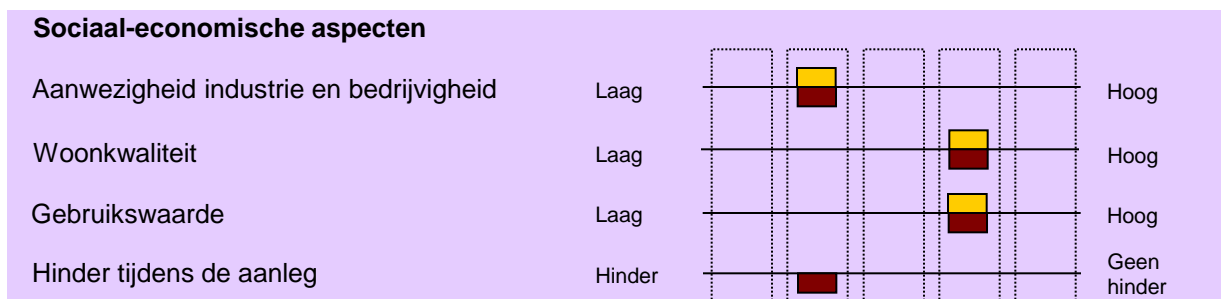 Sociaal-economische aspecten
Aanwezigheid industrie en bedrijvigheid Laag Hoog
Woonkwaliteit Laag Hoog
Gebruikswaarde Laag Hoog
Hinder tijdens de aanleg Hinder Geen
hinder